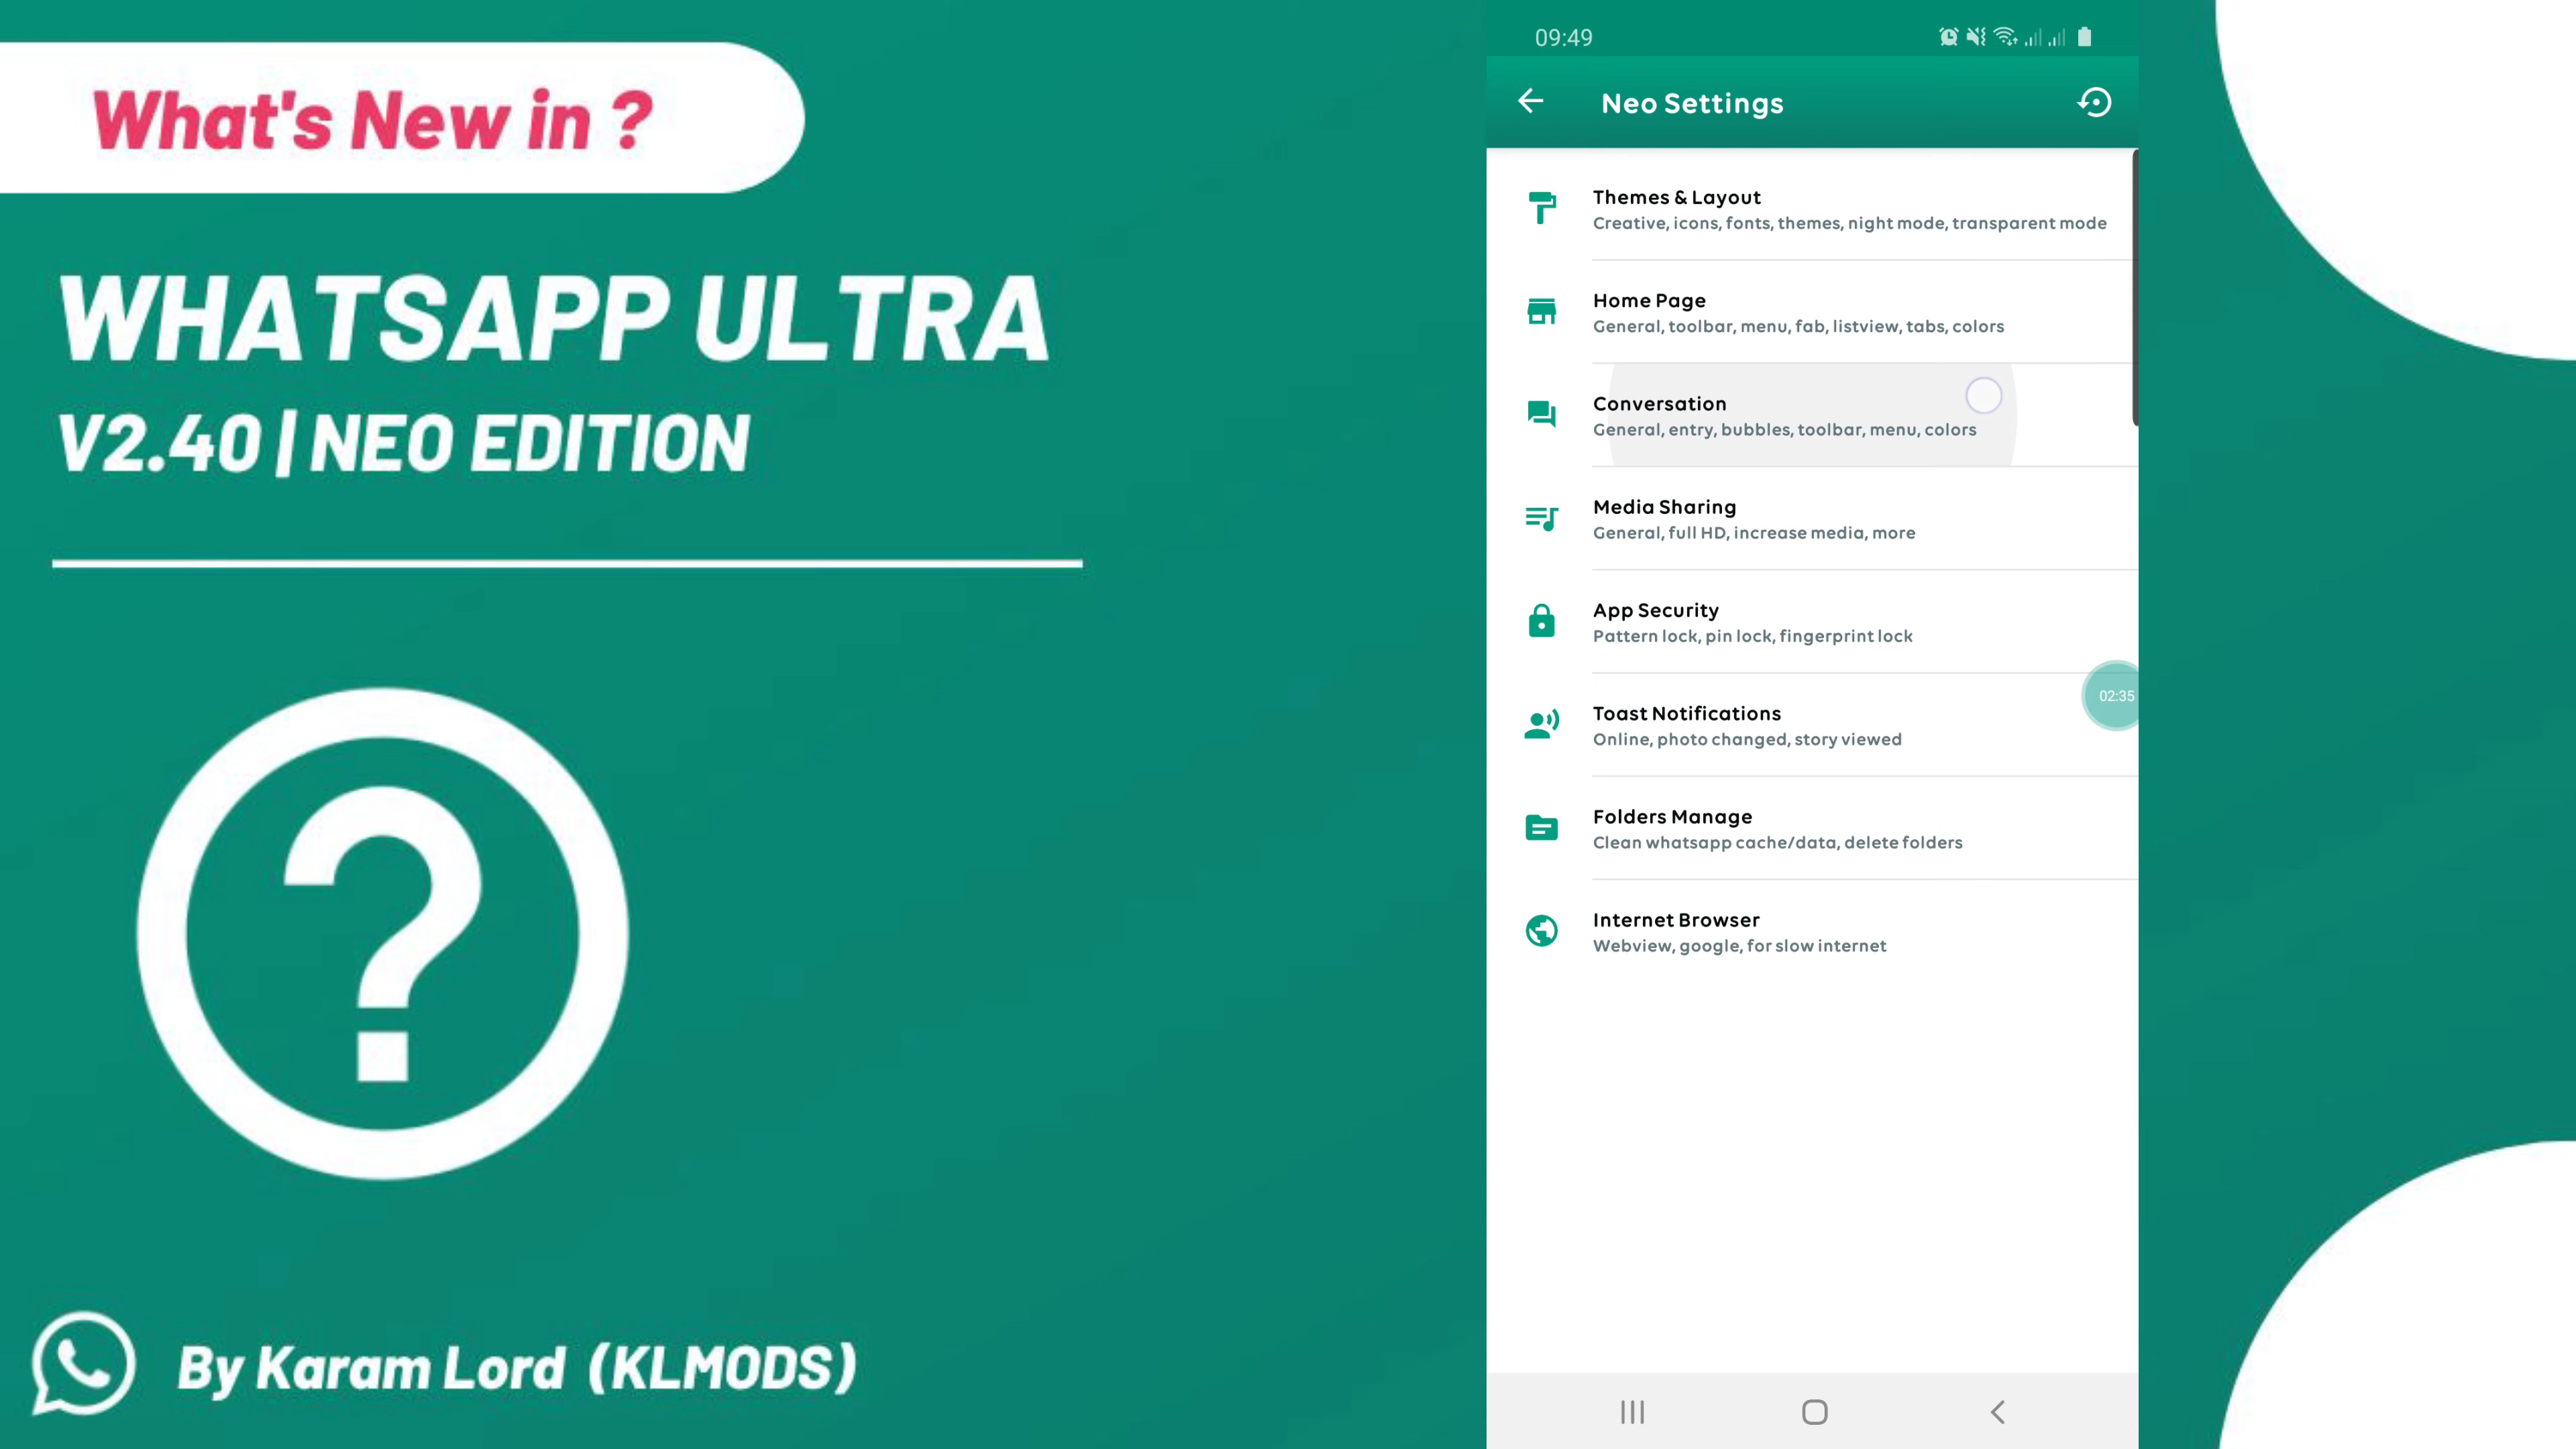 What's New in ?
WHATSAPP ULTRA
V2.40 | NEO EDITION
By Karam Lord (KLMODS)
09:49
Neo Settings
Themes & Layout
Creative, icons, fonts, themes, night mode, transparent mode
Home Page
General, toolbar, menu, fab, listview, tabs, colors
Conversation
General, entry, bubbles, toolbar, menu, colors
Media Sharing
General, full HD, increase media, more
App Security
Pattern lock, pin lock, fingerprint lock
02:35
Toast Notifications
Online, photo changed, story viewed
Folders Manage
Clean whatsapp cache/data, delete folders
Internet Browser
Webview, google, for slow internet